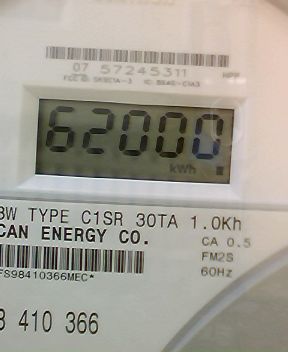 07 57245311
62000
kWh
3W TYPE C1SR 30TA 1.0Kh
CAN ENERGY CO.
CA 0.5
FM2S
60Hz
FS98410366MEC*
8 410 366